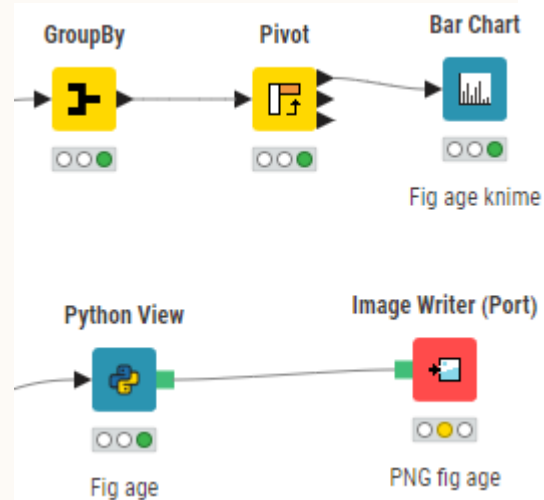 GroupBy
Pivot
Bar Chart
Fig age knime
Python View
Image Writer (Port)
Fig age
PNG fig age